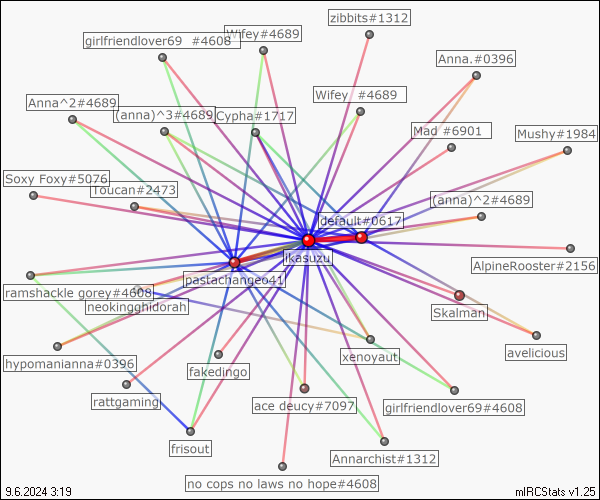 zibbits#1312
Wifey#4689
girlfriendlover69 #4608
Anna.#0396
Wifey #4689
Anna^2#4689
(anna)^3#4689
Cypha#1717
Mad #6901
Mushy#1984
Soxy Foxy#5076
Toucan#2473
(anna)^2#4689
default#0617
ikasuzu
AlpineRooster#2156
pastachangeo41
ramshackle gorey#4608
neokingghidorah
Skalman
avelicious
xenoyaut
hypomanianna#0396
fakedingo
rattgaming
ace deucy#7097
girlfriendlover69#4608
frisout
Annarchist#1312
no cops no laws no hope#4608
9.6.2024 3:19
mIRCStats v1.25